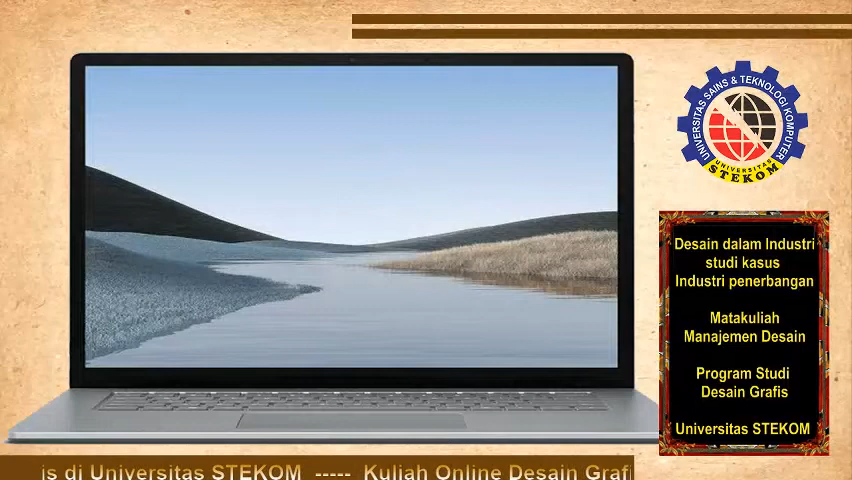 UNIVERSITAS SAINS & TEKNOLOGI KOMPUTER
UNIVERSITAS
STEKOM
Desain dalam Industri
studi kasus
Industri penerbangan
Matakuliah
Manajemen Desain
Program Studi
Desain Grafis
Universitas STEKOM
is di Universitas STEKOM ----- Kuliah Online Desain Grafi